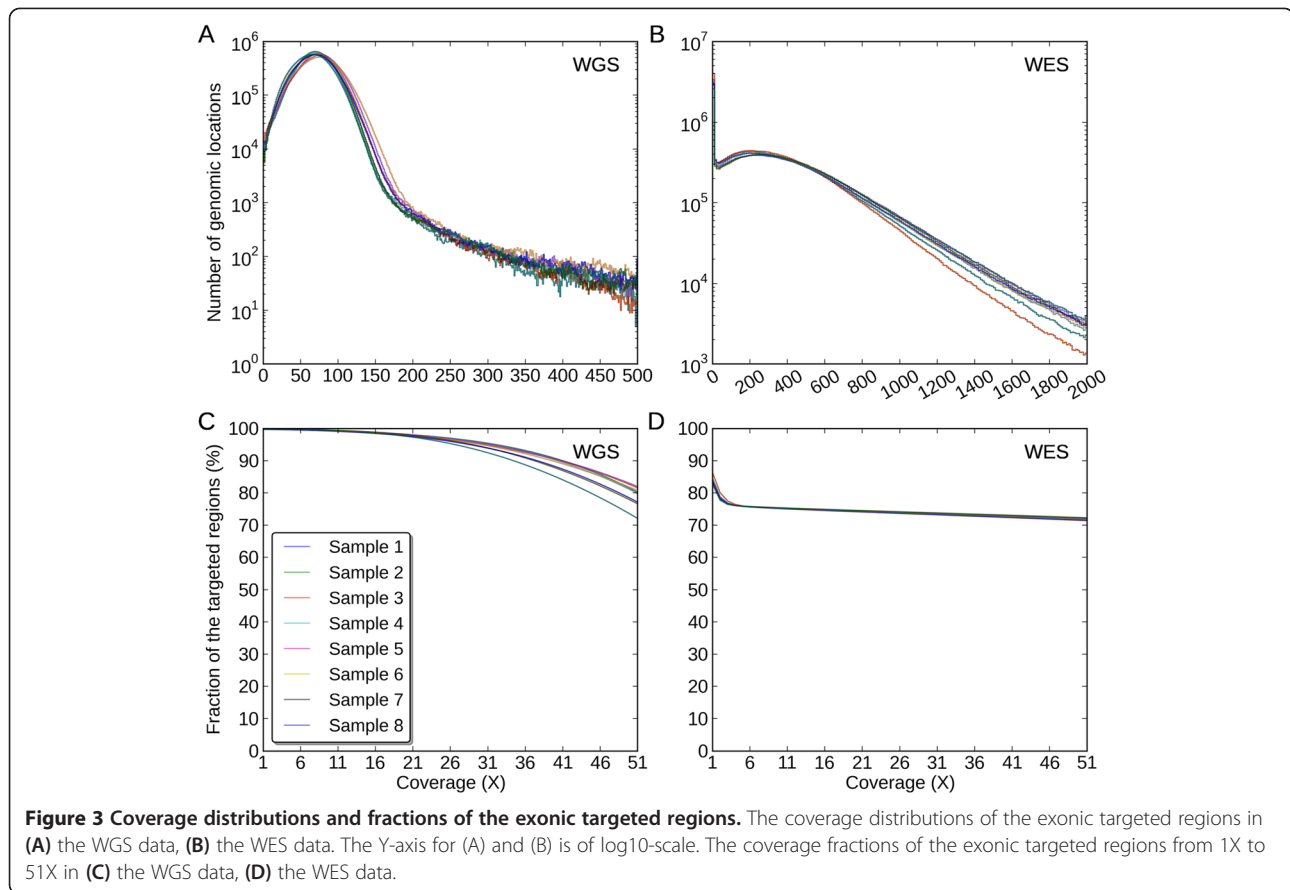 A
WGS
Number of genomic locations
10^6
10^5
10^4
10^3
10^2
10^1
10^0
0 50 100 150 200 250 300 350 400 450 500
B
WES
10^7
10^6
10^5
10^4
10^3
0 200 400 600 800 1000 1200 1400 1600 1800 2000
C
WGS
Fraction of the targeted regions (%)
100
90
80
70
60
50
40
30
20
10
0
Sample 1
Sample 2
Sample 3
Sample 4
Sample 5
Sample 6
Sample 7
Sample 8
1 6 11 16 21 26 31 36 41 46 51
Coverage (X)
D
WES
100
90
80
70
60
50
40
30
20
10
0
1 6 11 16 21 26 31 36 41 46 51
Coverage (X)
Figure 3 Coverage distributions and fractions of the exonic targeted regions. The coverage distributions of the exonic targeted regions in
(A) the WGS data, (B) the WES data. The Y-axis for (A) and (B) is of log10-scale. The coverage fractions of the exonic targeted regions from 1X to
51X in (C) the WGS data, (D) the WES data.